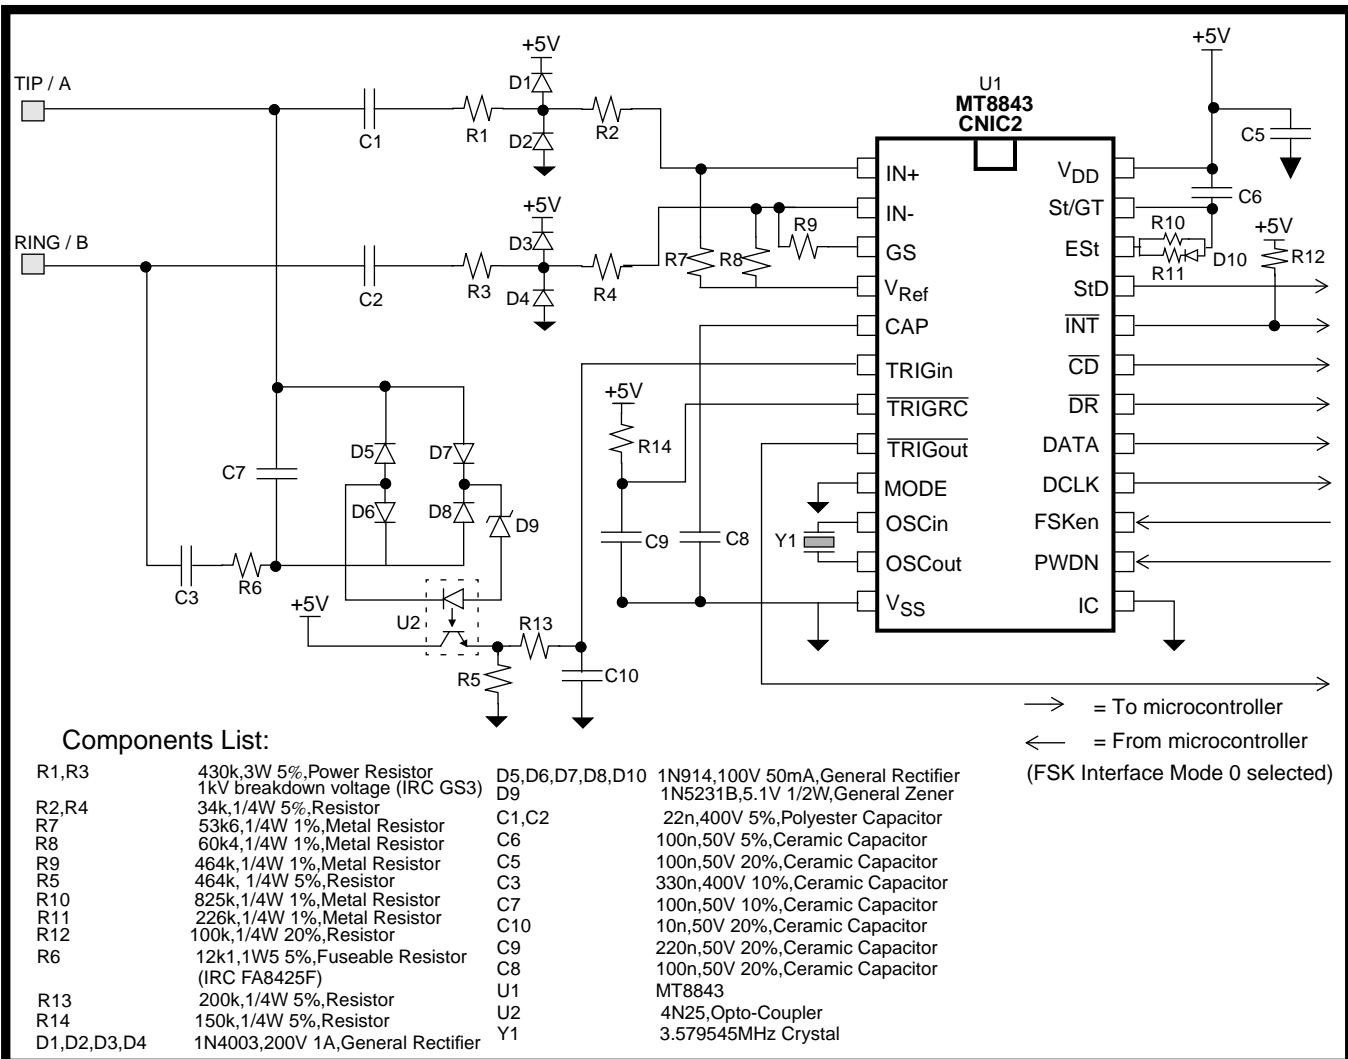 +5V
+5V
TIP / A
D1
U1
MT8843
CNIC2
C1
R1
D2
R2
C5
IN+
VDD
C6
+5V
IN-
St/GT
R10
+5V
RING / B
D3
R9
GS
ESt
R11
D10
R12
R7
R8
C2
R3
D4
R4
VRef
StD
CAP
INT
TRIGin
CD
+5V
TRIGRC
DR
R14
D5
D7
TRIGout
DATA
C7
MODE
DCLK
D6
D8
D9
OSCin
FSKen
C9
C8
Y1
OSCout
PWDN
C3
R6
+5V
U2
R13
VSS
IC
R5
C10
= To microcontroller
= From microcontroller
(FSK Interface Mode 0 selected)
Components List:
R1,R3 430k,3W 5%,Power Resistor
1kV breakdown voltage (IRC GS3)
R2,R4 34k,1/4W 5%,Resistor
R7 53k6,1/4W 1%,Metal Resistor
R8 60k4,1/4W 1%,Metal Resistor
R9 464k,1/4W 1%,Metal Resistor
R5 464k, 1/4W 5%,Resistor
R10 825k,1/4W 1%,Metal Resistor
R11 226k,1/4W 1%,Metal Resistor
R12 100k,1/4W 20%,Resistor
R6 12k1,1W5 5%,Fuseable Resistor
(IRC FA8425F)
R13 200k,1/4W 5%,Resistor
R14 150k,1/4W 5%,Resistor
D1,D2,D3,D4 1N4003,200V 1A,General Rectifier
D5,D6,D7,D8,D10 1N914,100V 50mA,General Rectifier
D9 1N5231B,5.1V 1/2W,General Zener
C1,C2 22n,400V 5%,Polyester Capacitor
C6 100n,50V 5%,Ceramic Capacitor
C5 100n,50V 20%,Ceramic Capacitor
C3 330n,400V 10%,Ceramic Capacitor
C7 100n,50V 10%,Ceramic Capacitor
C10 10n,50V 20%,Ceramic Capacitor
C9 220n,50V 20%,Ceramic Capacitor
C8 100n,50V 20%,Ceramic Capacitor
U1 MT8843
U2 4N25,Opto-Coupler
Y1 3.579545MHz Crystal